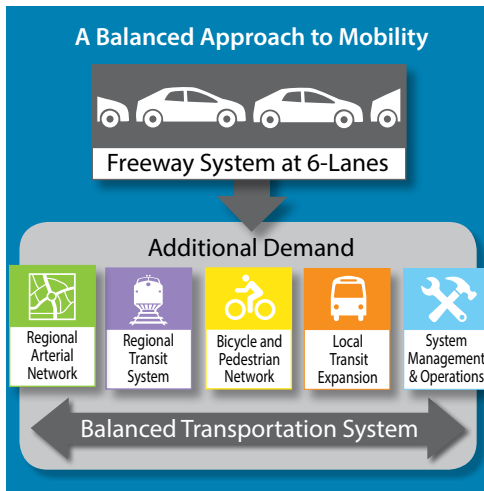 A Balanced Approach to Mobility
Freeway System at 6-Lanes
Additional Demand
Regional
Arterial
Network
Regional
Transit
System
Bicycle and
Pedestrian
Network
Local
Transit
Expansion
System
Management
& Operations
Balanced Transportation System